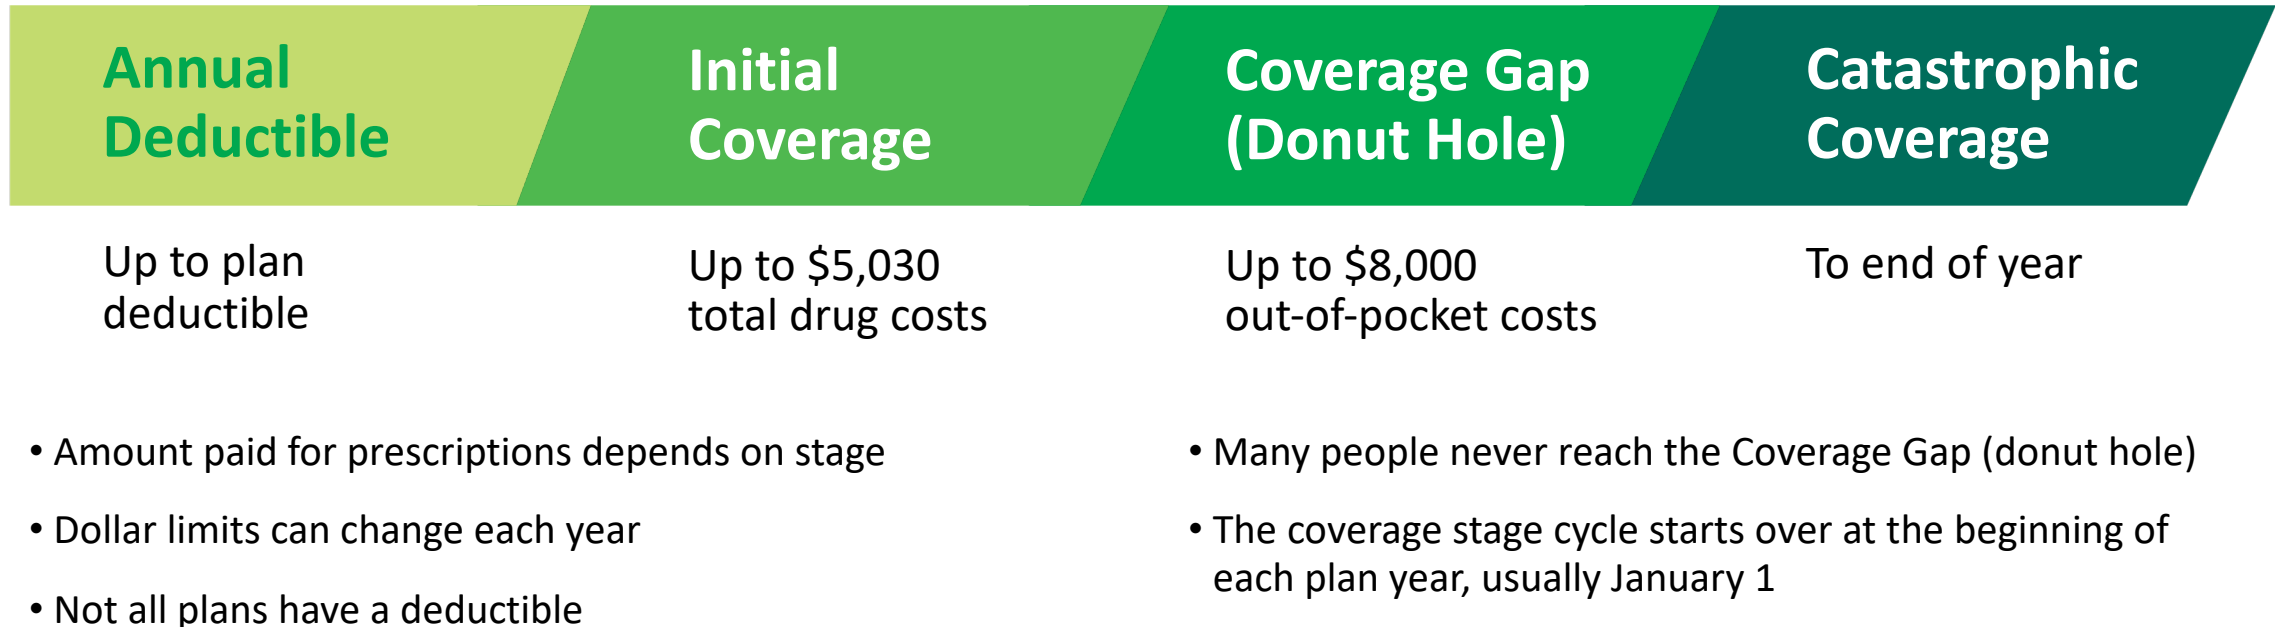 Annual
Deductible
Initial
Coverage
Coverage Gap
(Donut Hole)
Catastrophic
Coverage
Up to plan
deductible
Up to $5,030
total drug costs
Up to $8,000
out-of-pocket costs
To end of year
• Amount paid for prescriptions depends on stage
• Dollar limits can change each year
• Not all plans have a deductible
• Many people never reach the Coverage Gap (donut hole)
• The coverage stage cycle starts over at the beginning of
each plan year, usually January 1